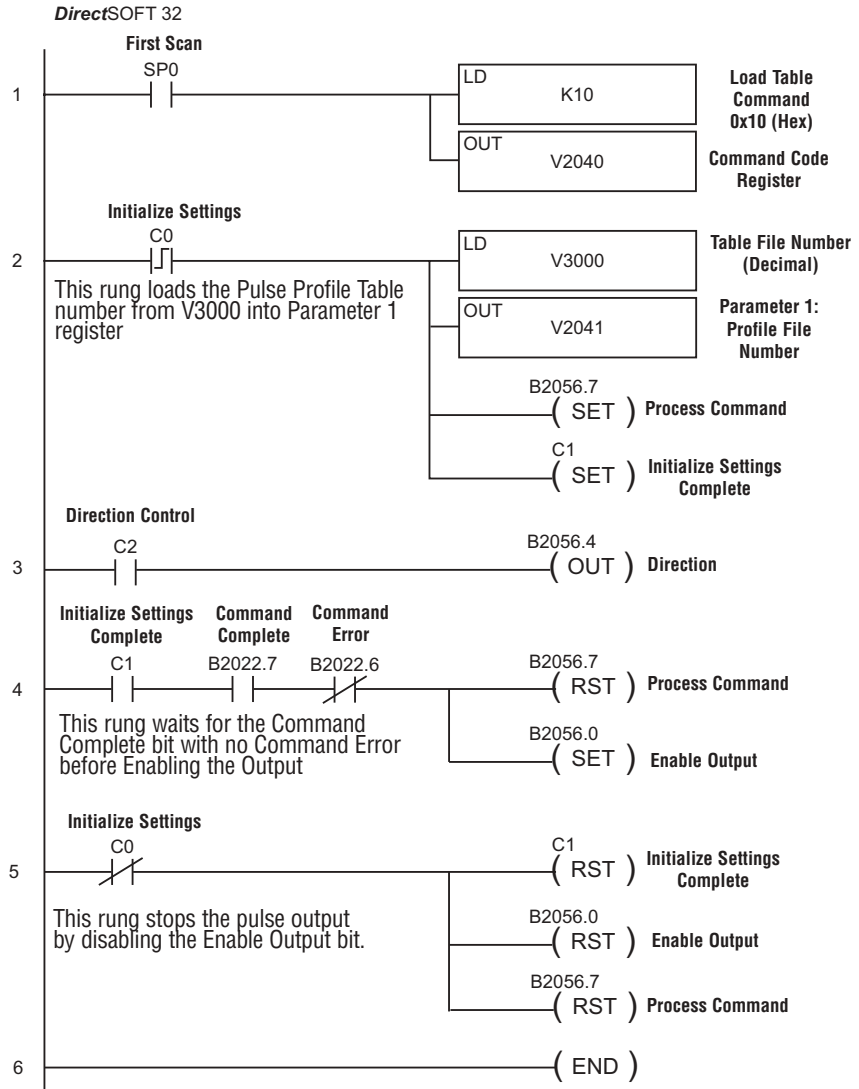 DirectSOFT 32
First Scan
SP0
1
LD
K10
Load Table
Command
0x10 (Hex)
OUT
V2040
Command Code
Register
Initialize Settings
C0
2
LD
V3000
Table File Number
(Decimal)
This rung loads the Pulse Profile Table
number from V3000 into Parameter 1
register
OUT
V2041
Parameter 1:
Profile File
Number
B2056.7
( SET ) Process Command
C1
( SET ) Initialize Settings
Complete
Direction Control
C2
B2056.4
3
( OUT ) Direction
Initialize Settings
Complete
Command
Complete
Command
Error
C1
B2022.7
B2022.6
B2056.7
4
( RST ) Process Command
This rung waits for the Command
Complete bit with no Command Error
before Enabling the Output
B2056.0
( SET ) Enable Output
Initialize Settings
C0
C1
5
( RST ) Initialize Settings
Complete
This rung stops the pulse output
by disabling the Enable Output bit.
B2056.0
( RST ) Enable Output
B2056.7
( RST ) Process Command
6
( END )